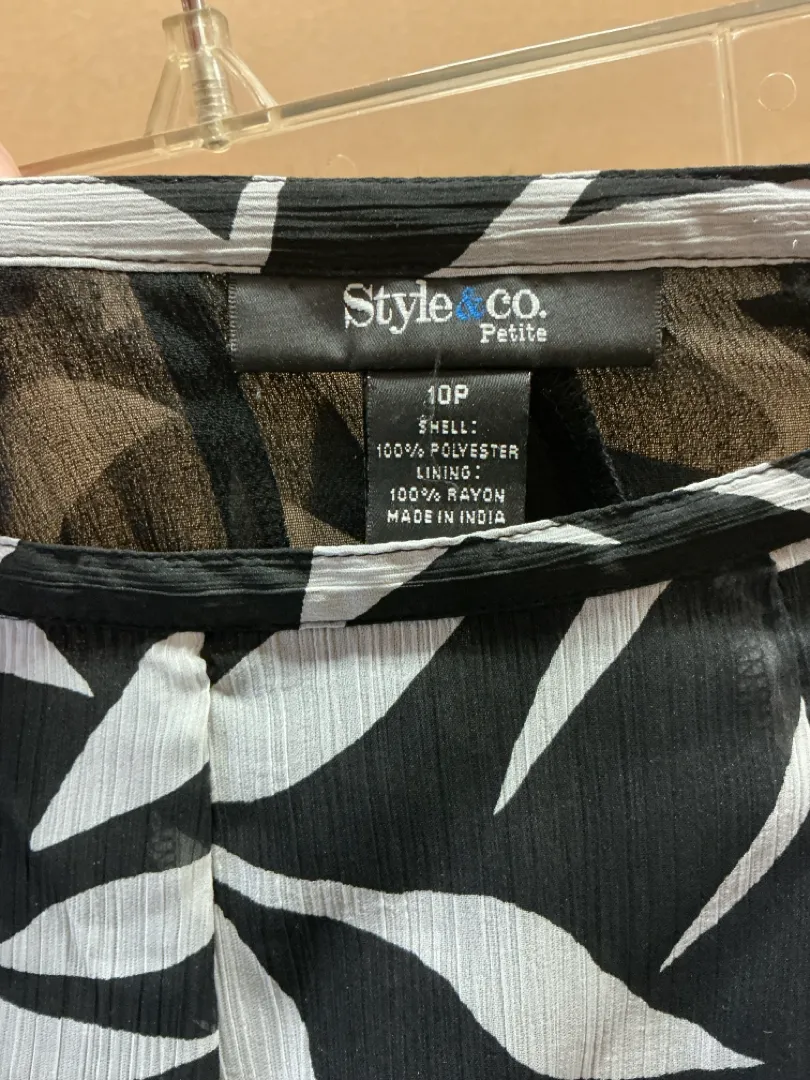 Style&co.
Petite
10P
SHELL:
100% POLYESTER
LINING:
100% RAYON
MADE IN INDIA